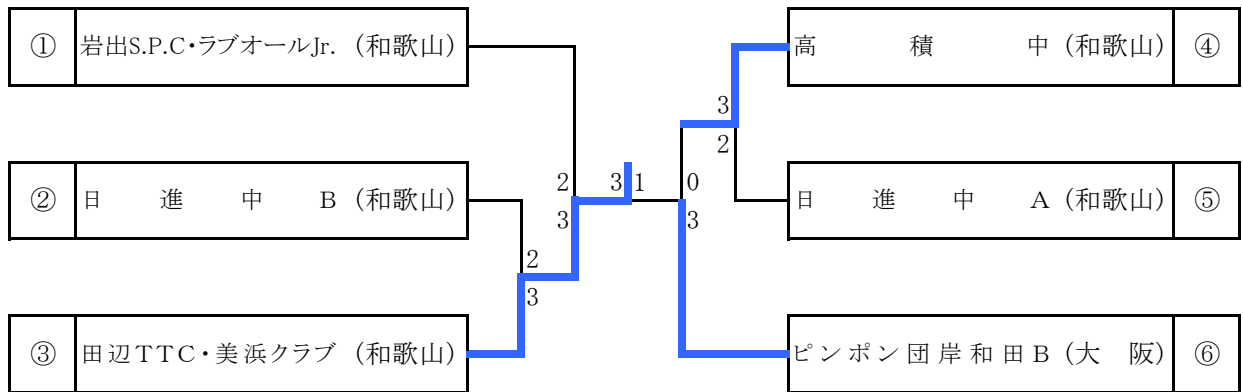 ① 岩出S.P.C・ラブオールJr. (和歌山)
高積中 (和歌山) ④
3
2
② 日進中B (和歌山)
2 3 1 0
3 3
日進中A (和歌山) ⑤
2
3
③ 田辺TTC・美浜クラブ (和歌山)
ピンポン団岸和田B (大阪) ⑥